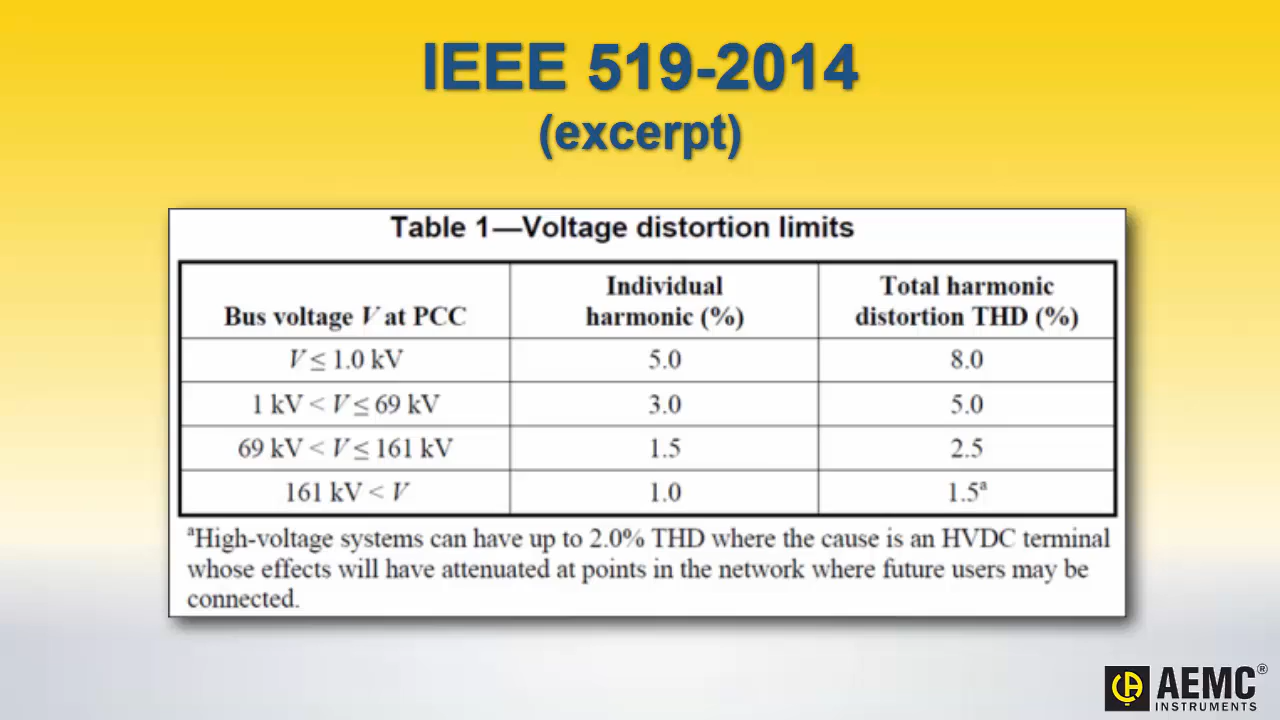 IEEE 519-2014
(excerpt)
Table 1—Voltage distortion limits
Bus voltage V at PCC
Individual harmonic (%)
Total harmonic distortion THD (%)
V ≤ 1.0 kV 5.0 8.0
1 kV < V ≤ 69 kV 3.0 5.0
69 kV < V ≤ 161 kV 1.5 2.5
161 kV < V 1.0 1.5ᵃ
ᵃHigh-voltage systems can have up to 2.0% THD where the cause is an HVDC terminal
whose effects will have attenuated at points in the network where future users may be
connected.
AEMC®
INSTRUMENTS